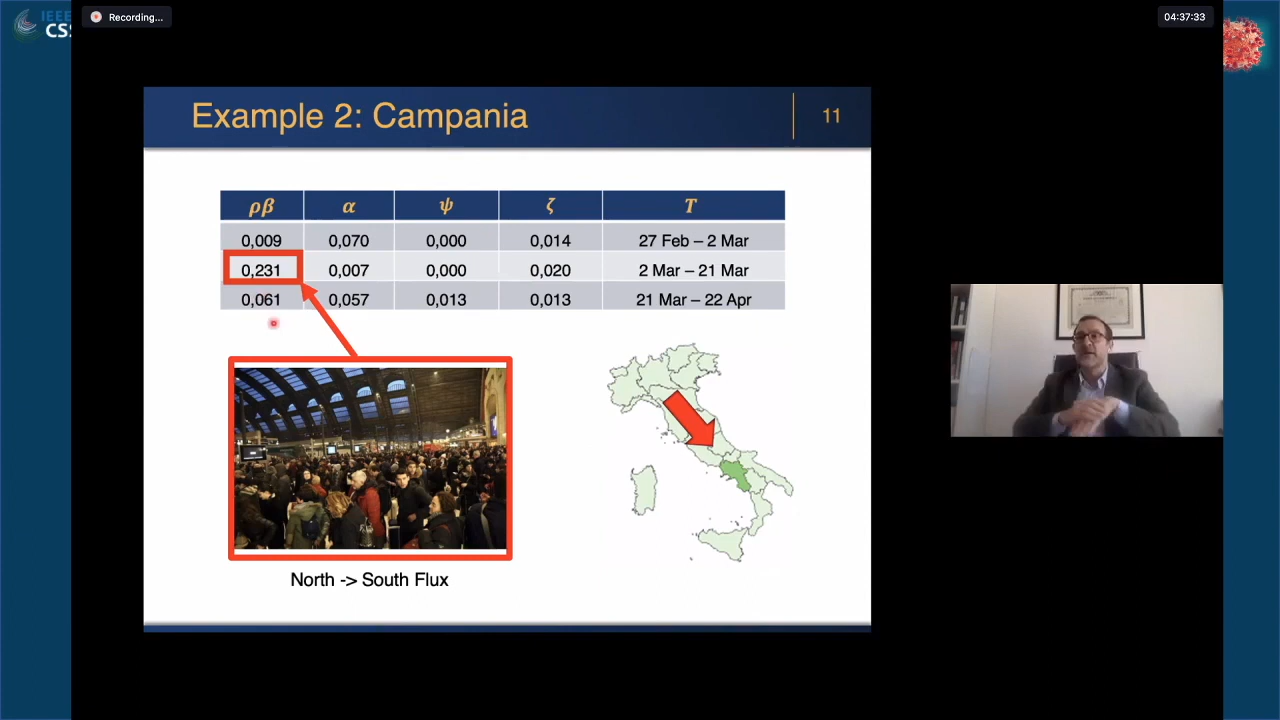 IEEE
CSS
Recording...
04:37:33
Example 2: Campania
11
ρβ α ψ ζ T
0,009 0,070 0,000 0,014 27 Feb – 2 Mar
0,231 0,007 0,000 0,020 2 Mar – 21 Mar
0,061 0,057 0,013 0,013 21 Mar – 22 Apr
North -> South Flux